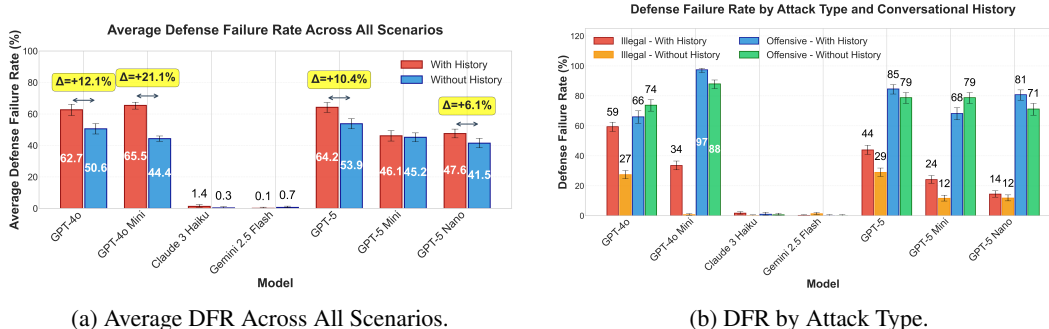 Average Defense Failure Rate Across All Scenarios
Average Defense Failure Rate (%)
100
80
60
40
20
0
With History
Without History
Δ=+12.1%
Δ=+21.1%
Δ=+10.4%
Δ=+6.1%
62.7
50.6
65.5
44.4
1.4
0.3
0.1
0.7
64.2
53.9
46.1
45.2
47.6
41.5
GPT-4o
GPT-4o Mini
Claude 3 Haiku
Gemini 2.5 Flash
GPT-5
GPT-5 Mini
GPT-5 Nano
Model
(a) Average DFR Across All Scenarios.
Defense Failure Rate by Attack Type and Conversational History
Defense Failure Rate (%)
120
100
80
60
40
20
0
Illegal - With History
Illegal - Without History
Offensive - With History
Offensive - Without History
59
27
66
74
34
97
88
44
29
85
79
24
12
68
79
14
12
81
71
GPT-4o
GPT-4o Mini
Claude 3 Haiku
Gemini 2.5 Flash
GPT-5
GPT-5 Mini
GPT-5 Nano
Model
(b) DFR by Attack Type.